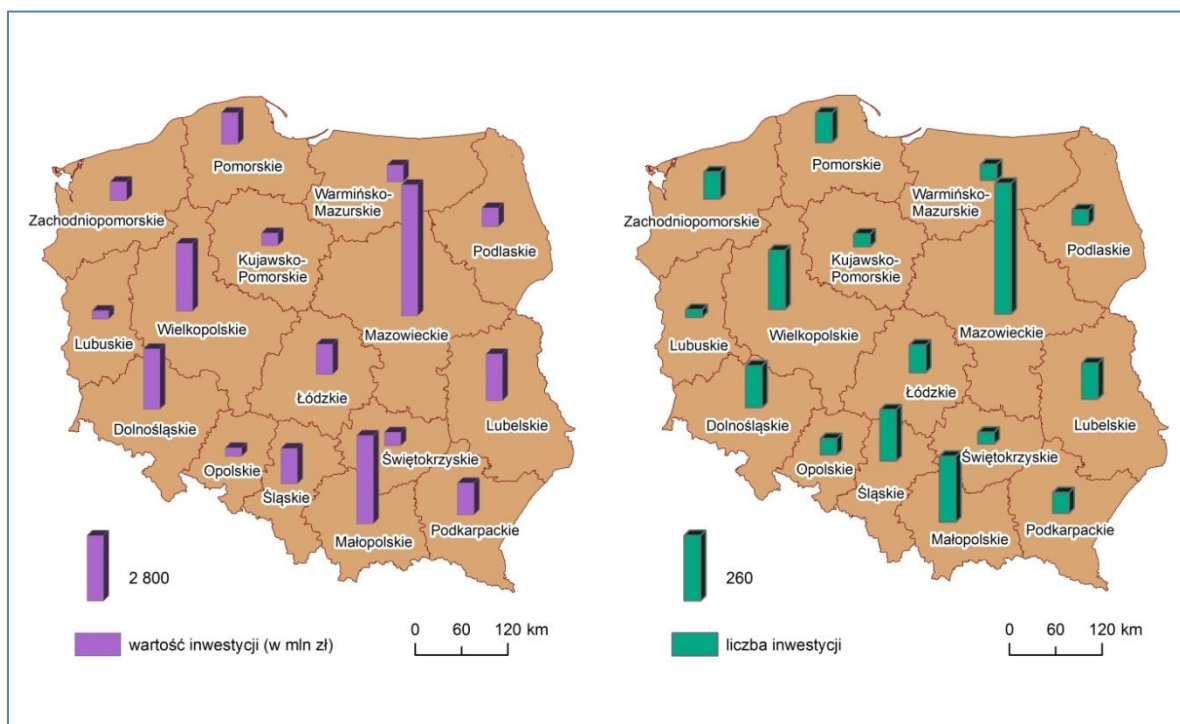 Pomorskie
Warmińsko-
Mazurskie
Zachodniopomorskie
Podlaskie
Kujawsko-
Pomorskie
Wielkopolskie
Mazowieckie
Lubuskie
Łódzkie
Lubelskie
Dolnośląskie
Opolskie
Świętokrzyskie
Śląskie
Podkarpackie
Małopolskie
2 800
wartość inwestycji (w mln zł)
0 60 120 km
Pomorskie
Warmińsko-
Mazurskie
Zachodniopomorskie
Podlaskie
Kujawsko-
Pomorskie
Wielkopolskie
Mazowieckie
Lubuskie
Łódzkie
Lubelskie
Dolnośląskie
Opolskie
Świętokrzyskie
Śląskie
Podkarpackie
Małopolskie
260
liczba inwestycji
0 60 120 km